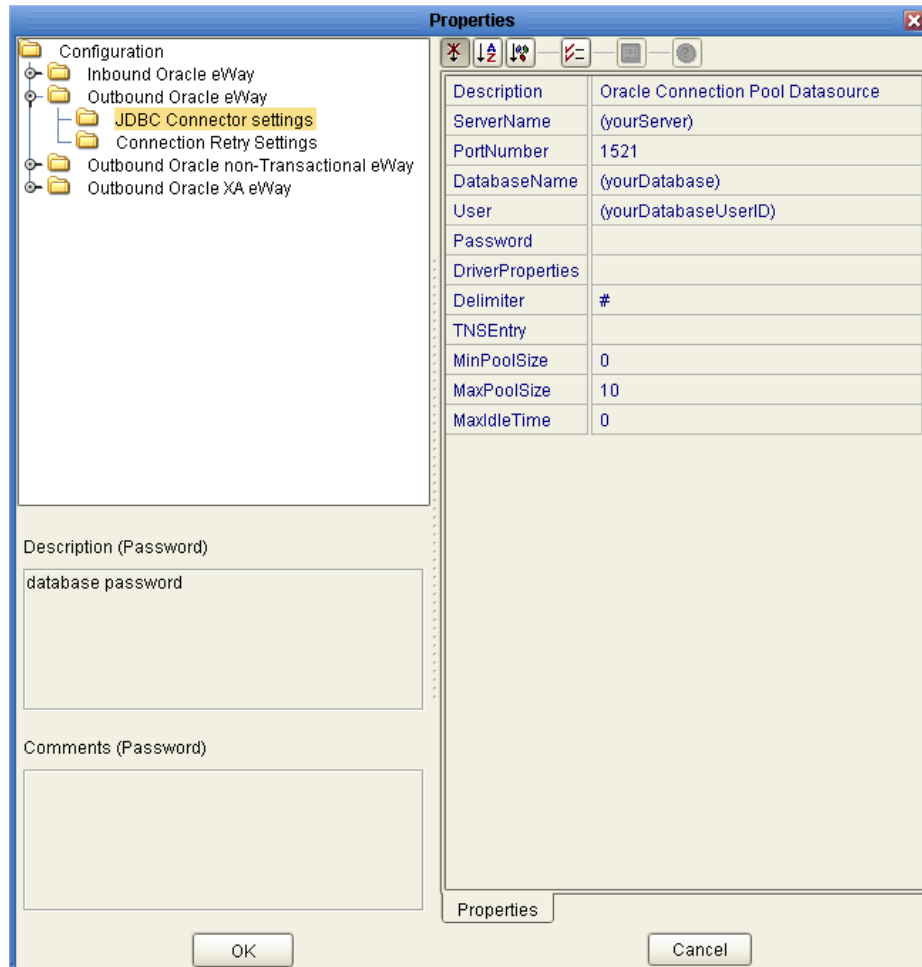 Properties
Configuration
Inbound Oracle eWay
Outbound Oracle eWay
JDBC Connector settings
Connection Retry Settings
Outbound Oracle non-Transactional eWay
Outbound Oracle XA eWay
Description (Password)
database password
Comments (Password)
OK
Description Oracle Connection Pool Datasource
ServerName (yourServer)
PortNumber 1521
DatabaseName (yourDatabase)
User (yourDatabaseUserID)
Password
DriverProperties
Delimiter #
TNSEntry
MinPoolSize 0
MaxPoolSize 10
MaxIdleTime 0
Properties
Cancel